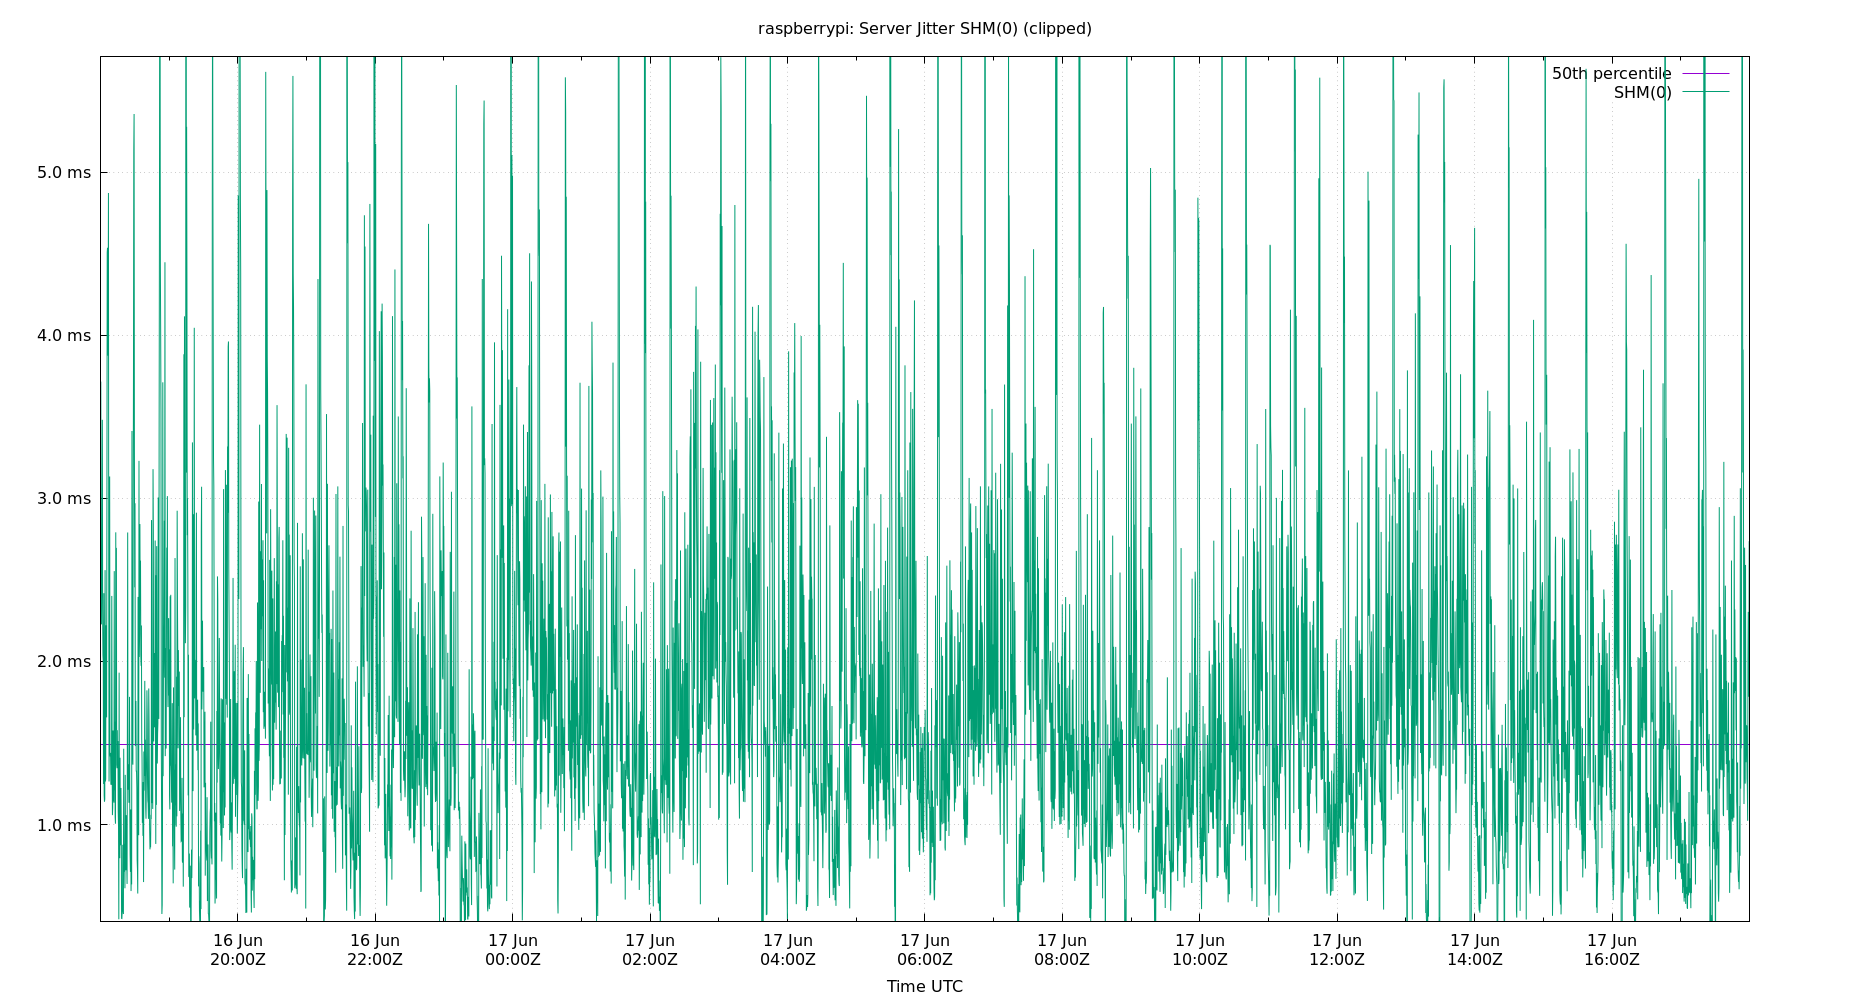 raspberrypi: Server Jitter SHM(0) (clipped)
50th percentile
SHM(0)
5.0 ms
4.0 ms
3.0 ms
2.0 ms
1.0 ms
16 Jun 16 Jun 17 Jun 17 Jun 17 Jun 17 Jun 17 Jun 17 Jun 17 Jun 17 Jun 17 Jun
20:00Z 22:00Z 00:00Z 02:00Z 04:00Z 06:00Z 08:00Z 10:00Z 12:00Z 14:00Z 16:00Z
Time UTC